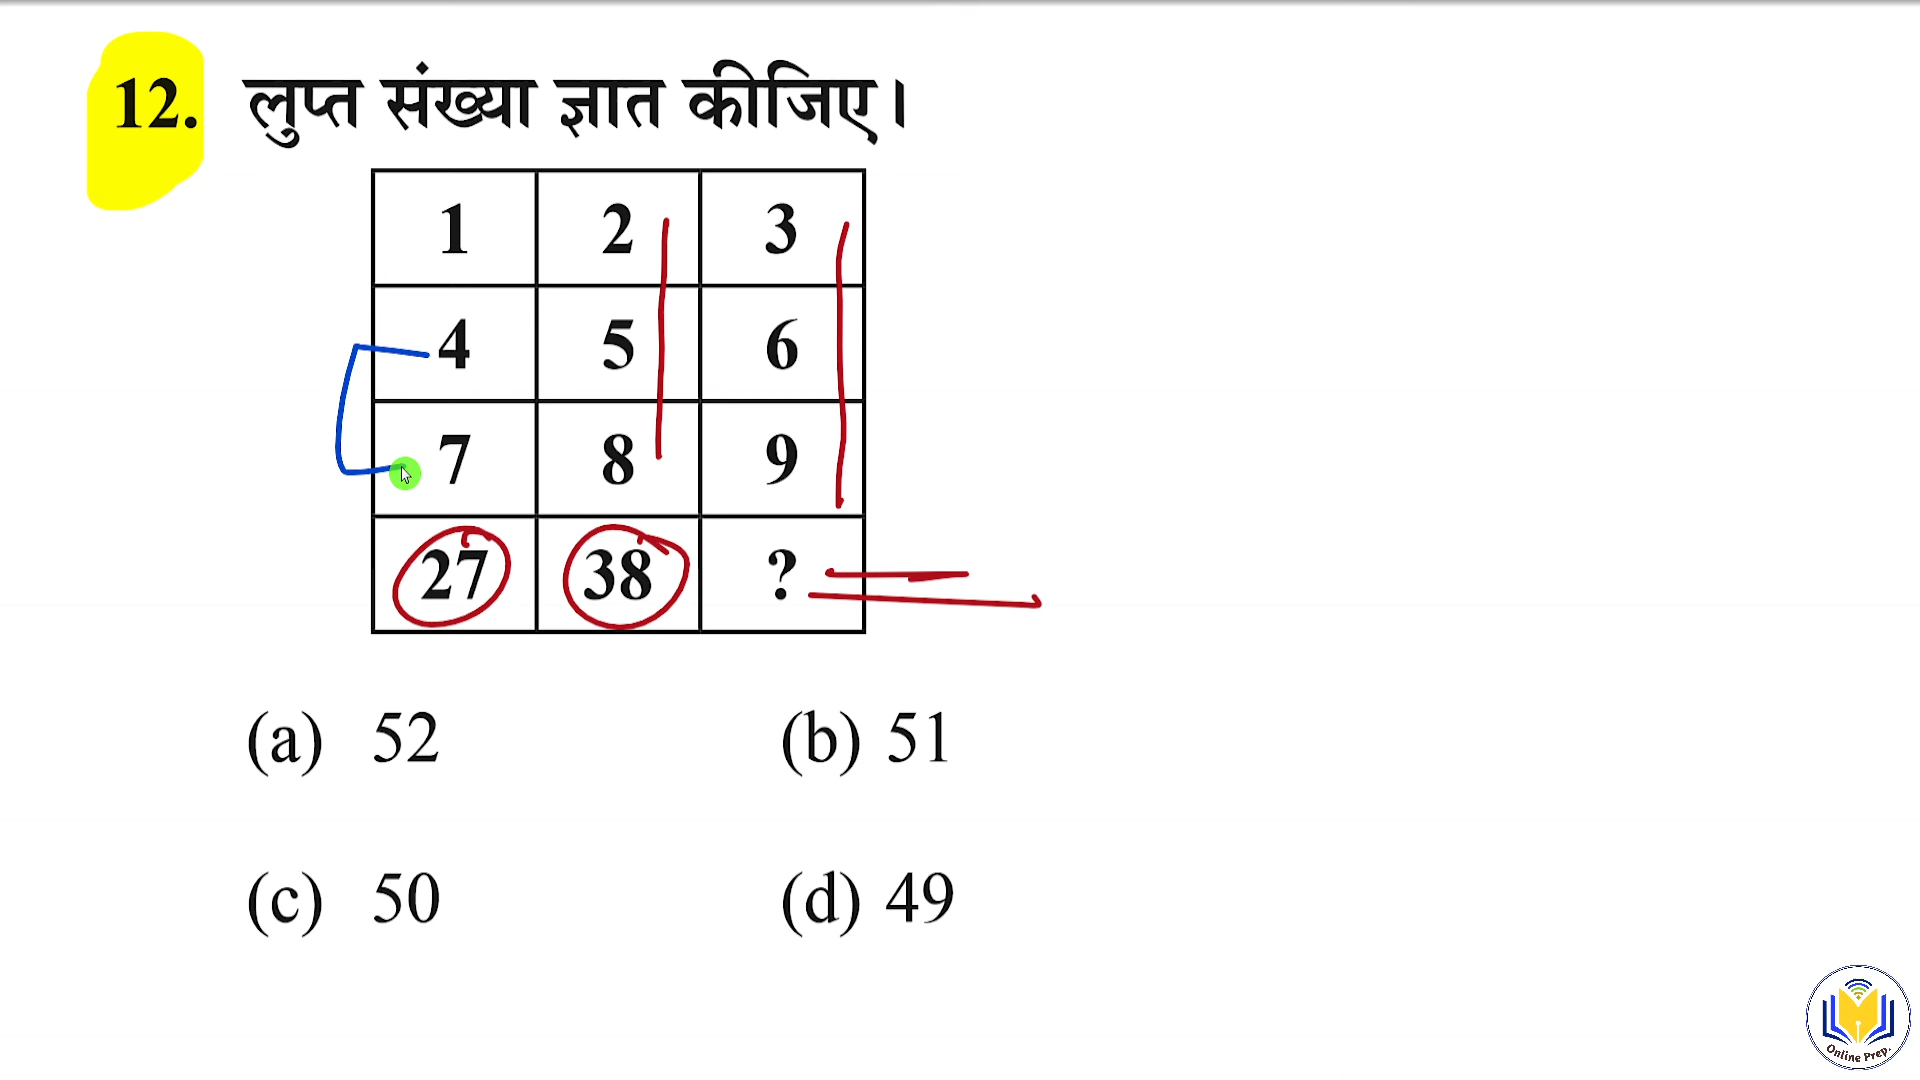 12. लुप्त संख्या ज्ञात कीजिए।
1 2 3
4 5 6
7 8 9
27 38 ?
(a) 52 (b) 51
(c) 50 (d) 49
Online Prep.